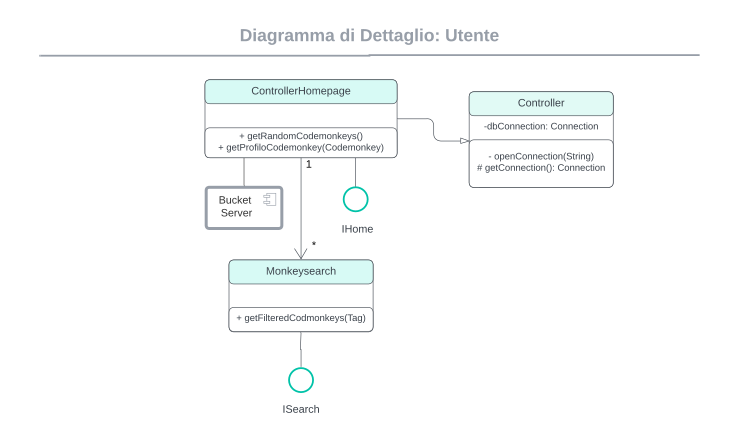 Diagramma di Dettaglio: Utente
ControllerHomepage
+ getRandomCodemonkeys()
+ getProfiloCodemonkey(Codemonkey)
Controller
-dbConnection: Connection
- openConnection(String)
# getConnection(): Connection
1
Bucket
Server
IHome
*
Monkeysearch
+ getFilteredCodmonkeys(Tag)
ISearch